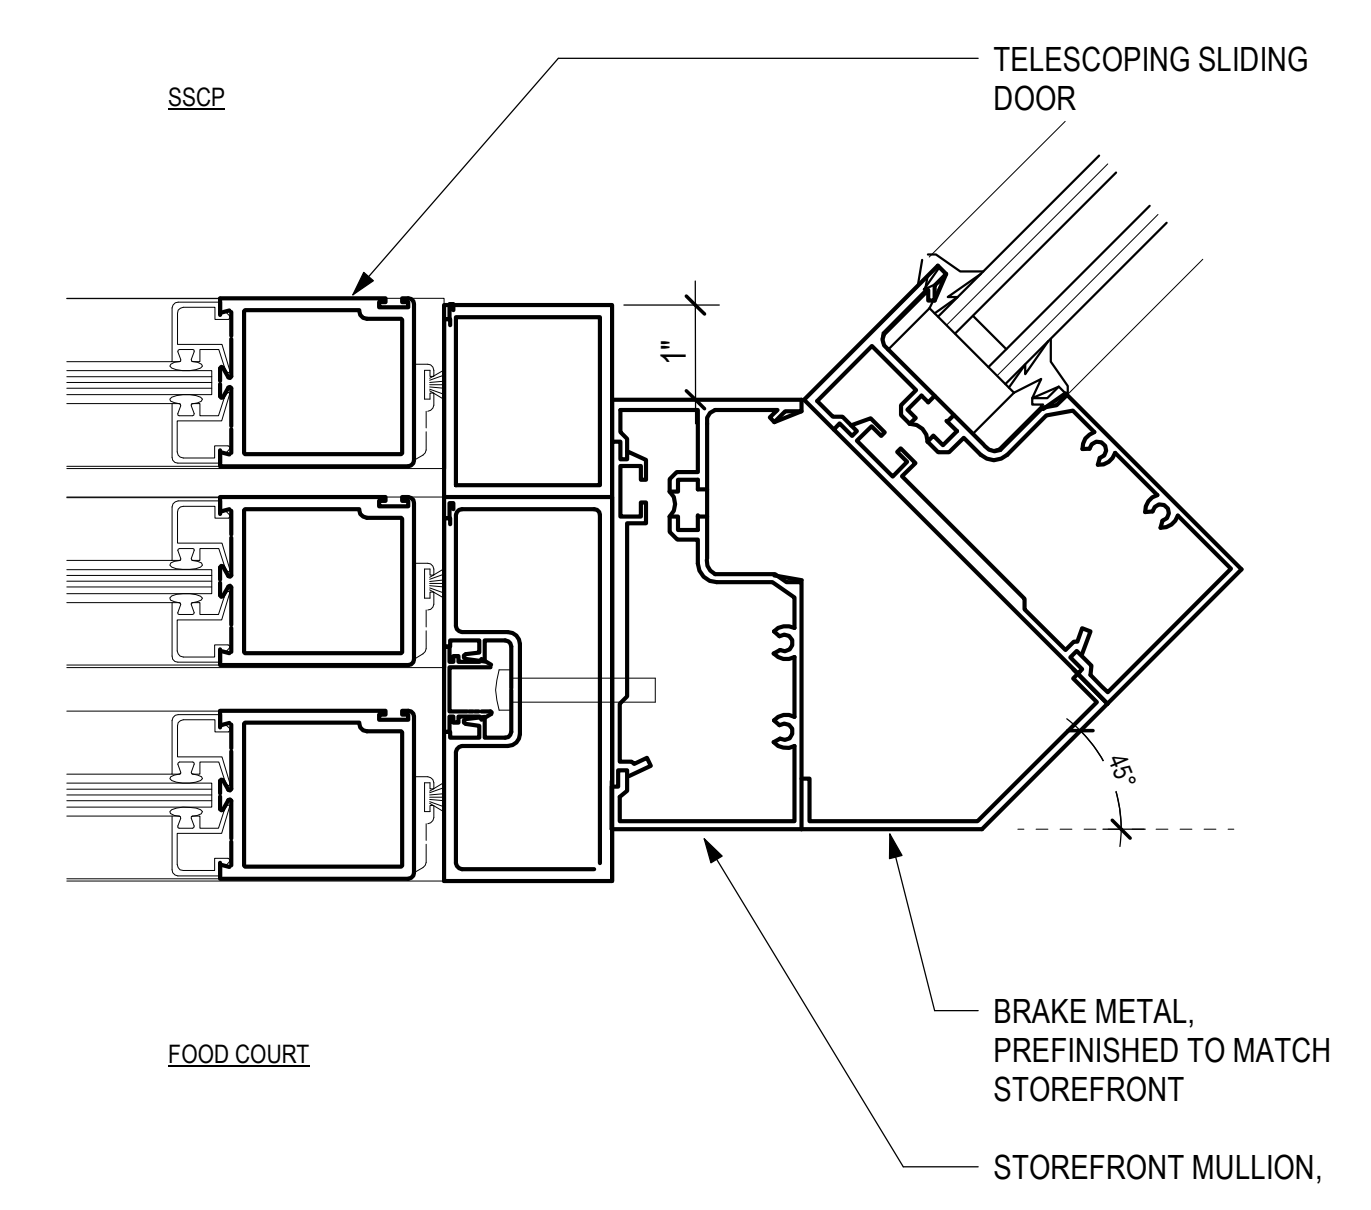 TELESCOPING SLIDING
DOOR
SSCP
1"
45°
BRAKE METAL,
PREFINISHED TO MATCH
STOREFRONT
FOOD COURT
STOREFRONT MULLION,